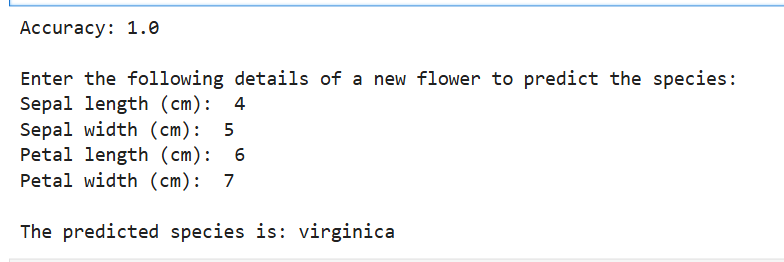 Accuracy: 1.0
Enter the following details of a new flower to predict the species:
Sepal length (cm):  4
Sepal width (cm):  5
Petal length (cm):  6
Petal width (cm):  7
The predicted species is: virginica